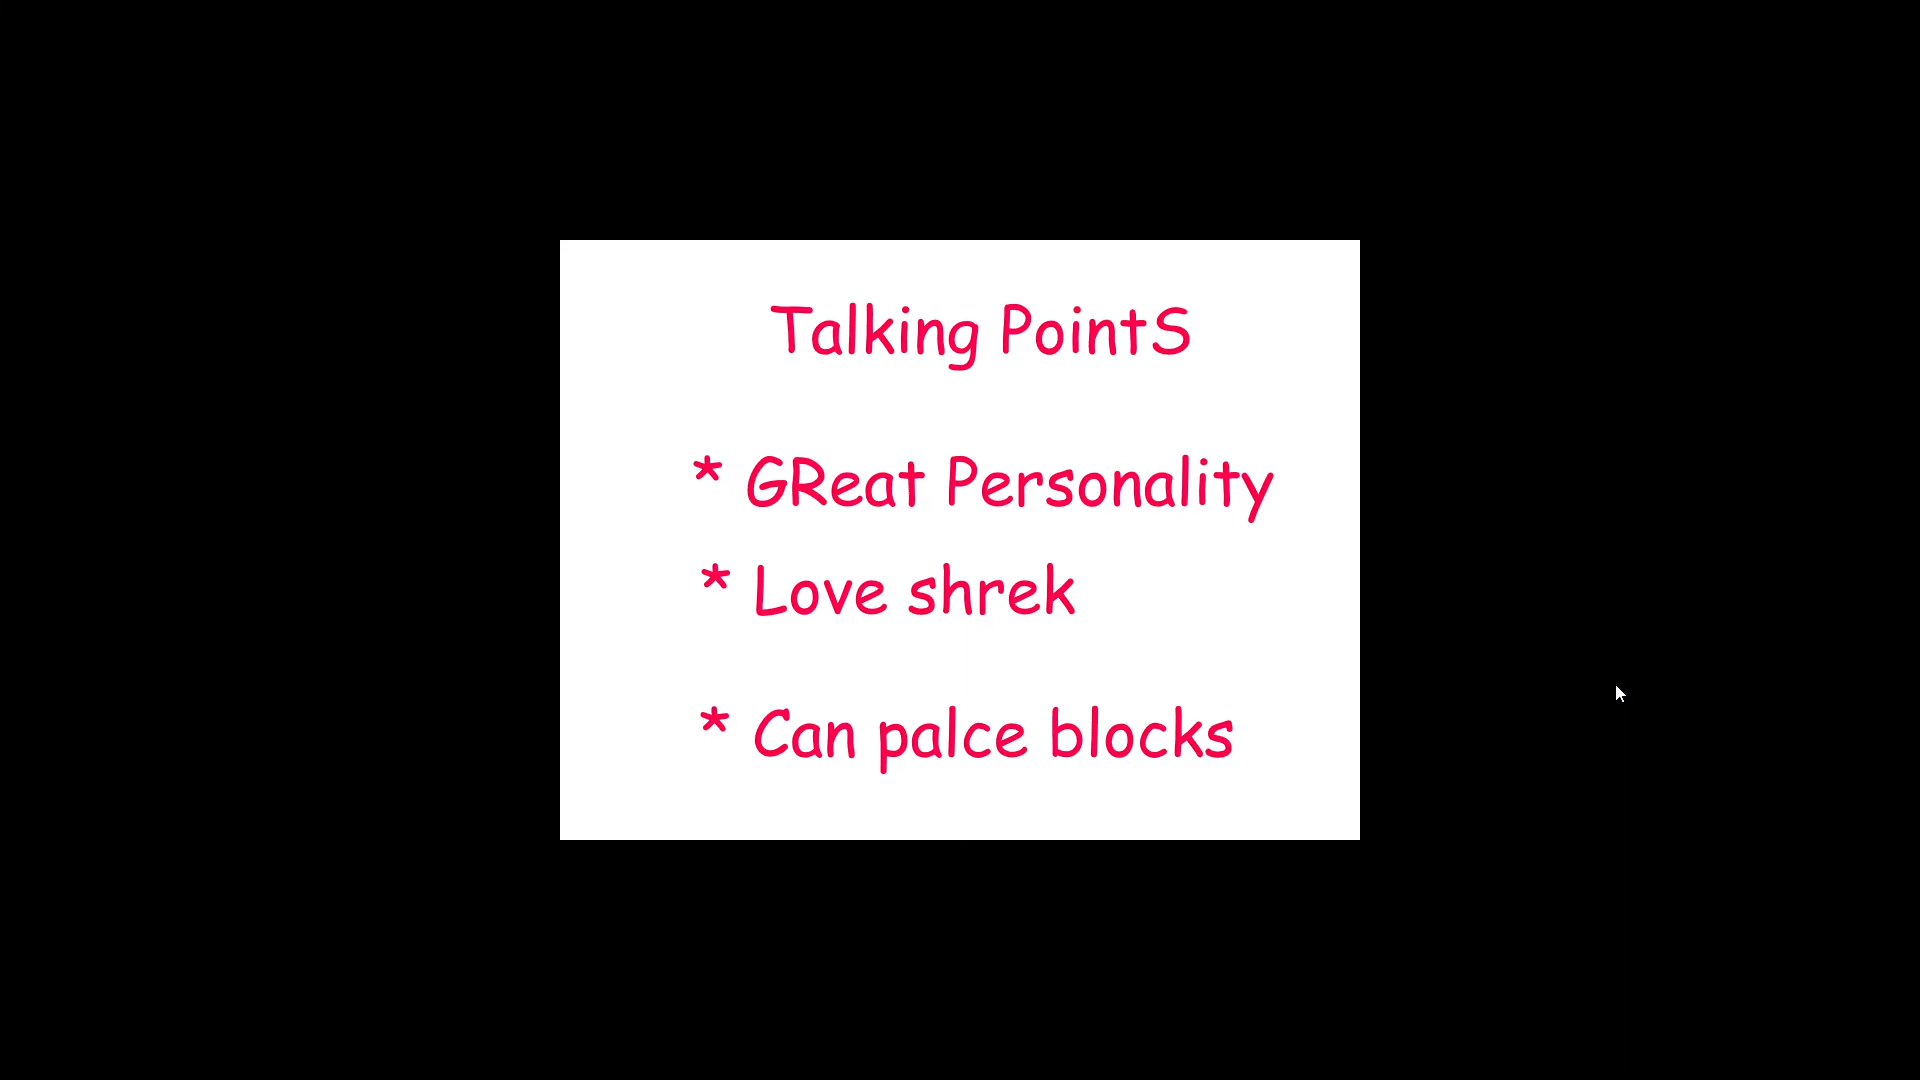 Talking PointS
* GReat Personality
* Love shrek
* Can palce blocks